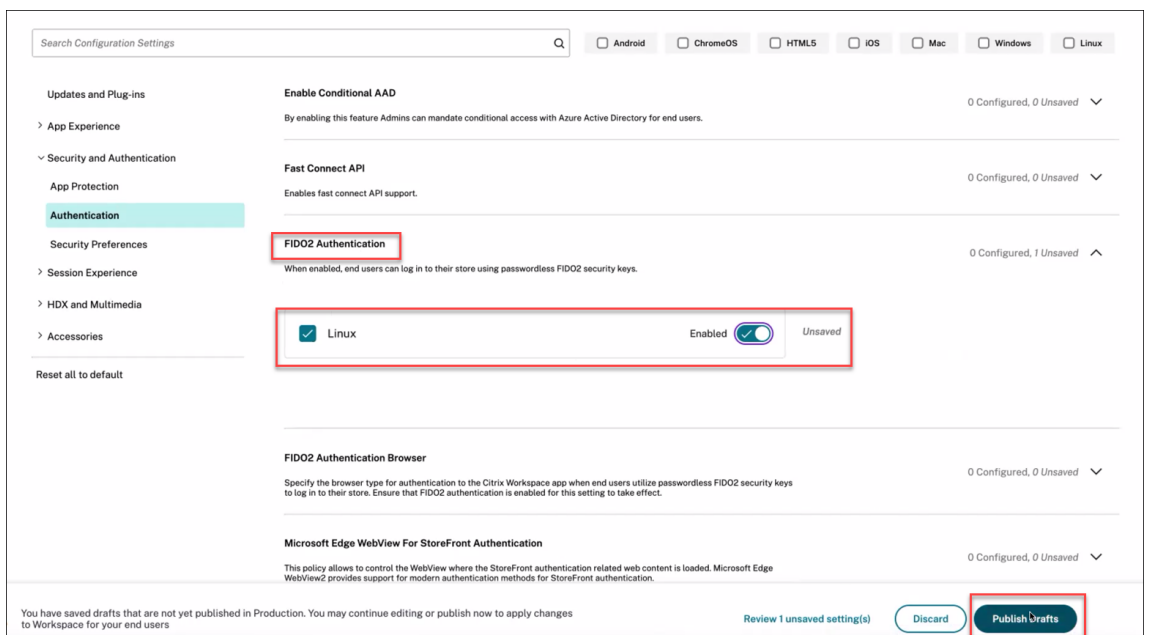 Search Configuration Settings
Android
ChromeOS
HTML5
iOS
Mac
Windows
Linux
Updates and Plug-ins
App Experience
Security and Authentication
App Protection
Authentication
Security Preferences
Session Experience
HDX and Multimedia
Accessories
Reset all to default
Enable Conditional AAD
0 Configured, 0 Unsaved
By enabling this feature Admins can mandate conditional access with Azure Active Directory for end users.
Fast Connect API
0 Configured, 0 Unsaved
Enables fast connect API support.
FIDO2 Authentication
0 Configured, 1 Unsaved
When enabled, end users can log in to their store using passwordless FIDO2 security keys.
Linux
Enabled
Unsaved
FIDO2 Authentication Browser
0 Configured, 0 Unsaved
Specify the browser type for authentication to the Citrix Workspace app when end users utilize passwordless FIDO2 security keys
to log in to their store. Ensure that FIDO2 authentication is enabled for this setting to take effect.
Microsoft Edge WebView For StoreFront Authentication
0 Configured, 0 Unsaved
This policy allows to control the WebView where the StoreFront authentication related web content is loaded. Microsoft Edge
WebView2 provides support for modern authentication methods for StoreFront authentication.
You have saved drafts that are not yet published in Production. You may continue editing or publish now to apply changes
to Workspace for your end users
Review 1 unsaved setting(s)
Discard
Publish Drafts